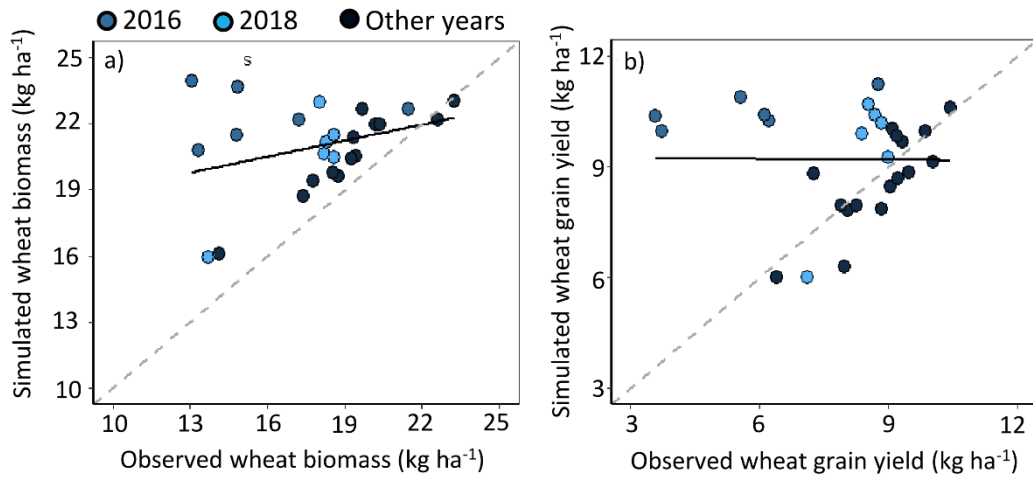 2016 2018 Other years
a) s
Simulated wheat biomass (kg ha⁻¹)
25
22
19
16
13
10
10 13 16 19 22 25
Observed wheat biomass (kg ha⁻¹)
b)
Simulated wheat grain yield (kg ha⁻¹)
12
9
6
3
3 6 9 12
Observed wheat grain yield (kg ha⁻¹)